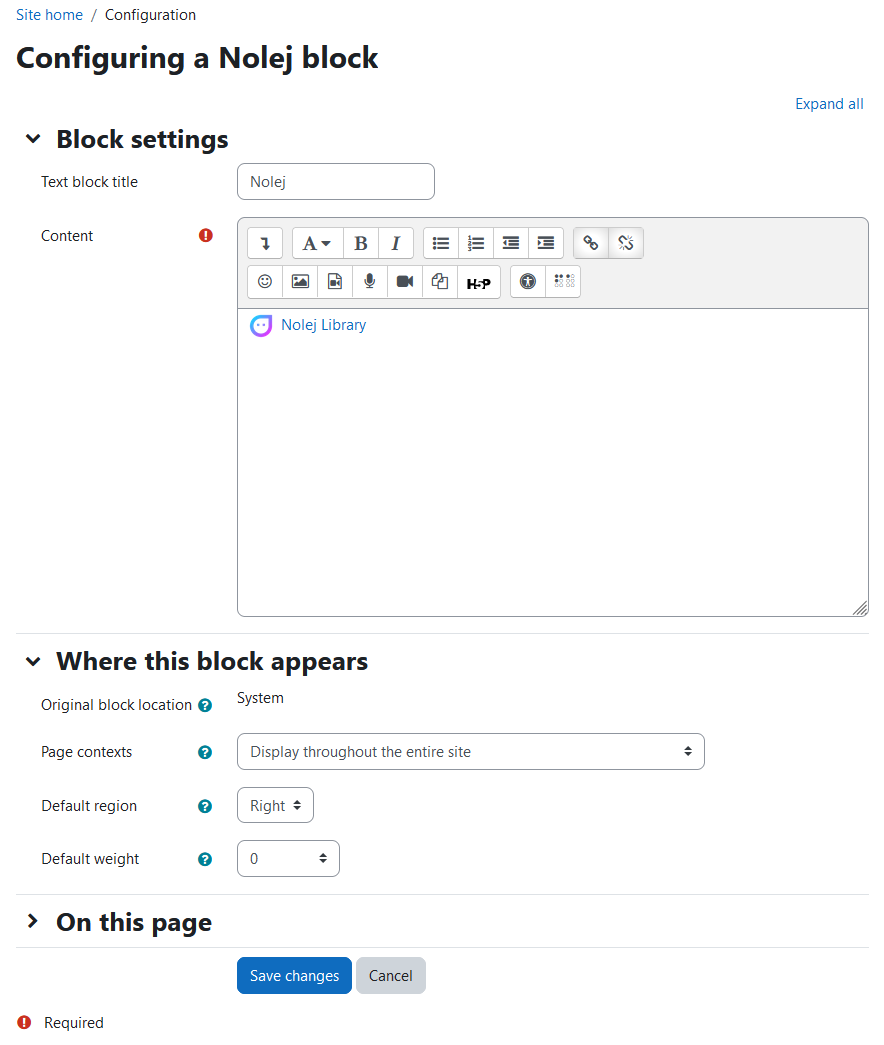 Site home / Configuration
Configuring a Nolej block
Expand all
Block settings
Text block title
Nolej
Content
A B I
H-P
Nolej Library
Where this block appears
Original block location
System
Page contexts
Display throughout the entire site
Default region
Right
Default weight
0
On this page
Save changes Cancel
Required